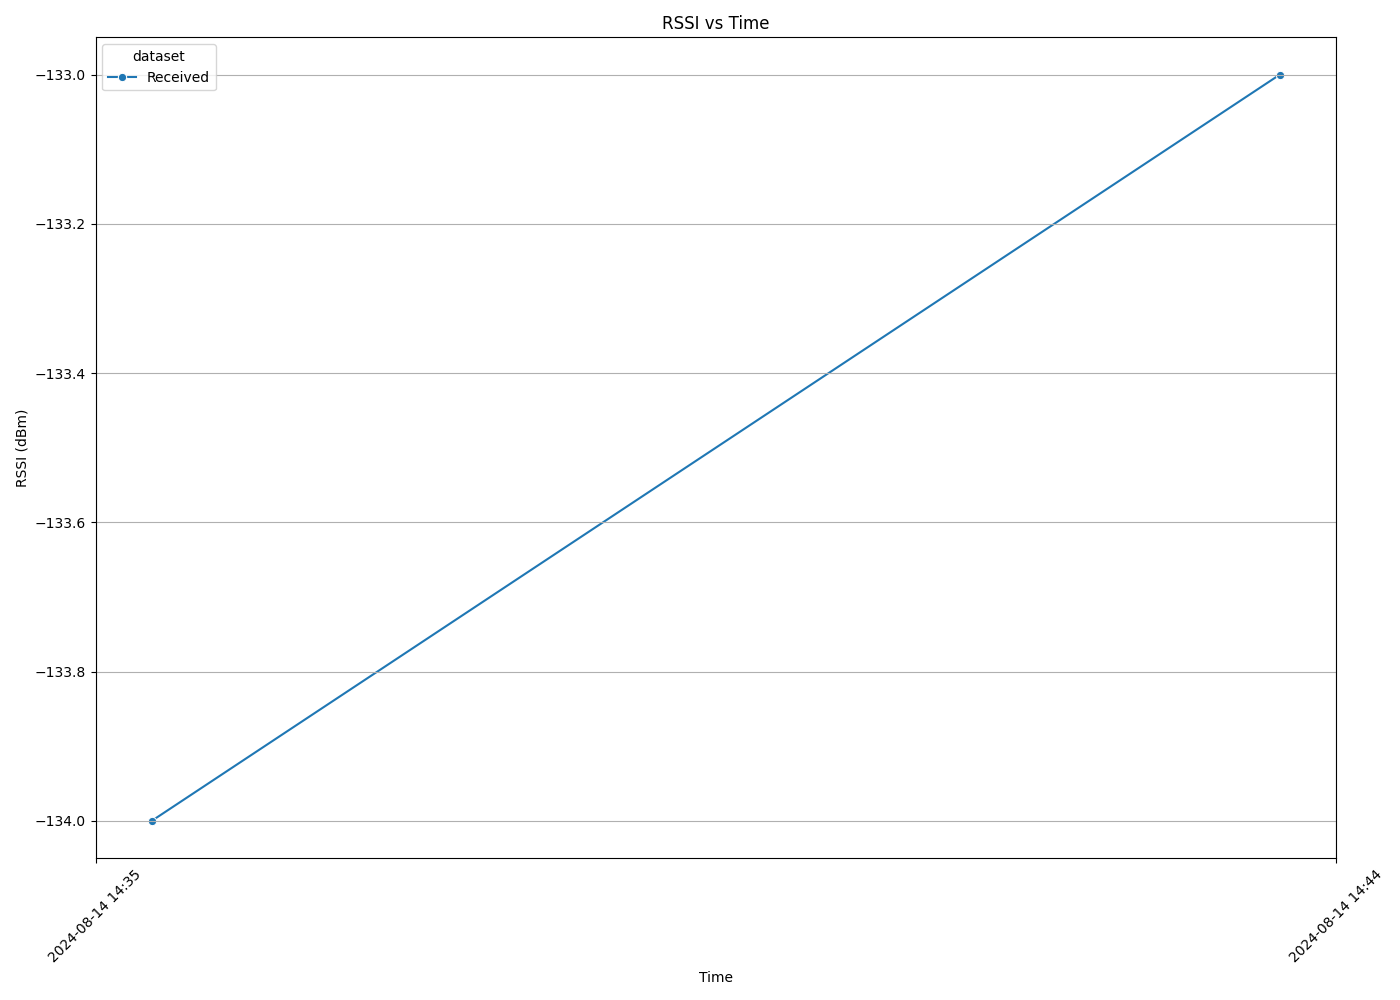 RSSI vs Time
dataset
Received
−133.0
−133.2
−133.4
−133.6
−133.8
−134.0
RSSI (dBm)
2024-08-14 14:35
2024-08-14 14:44
Time